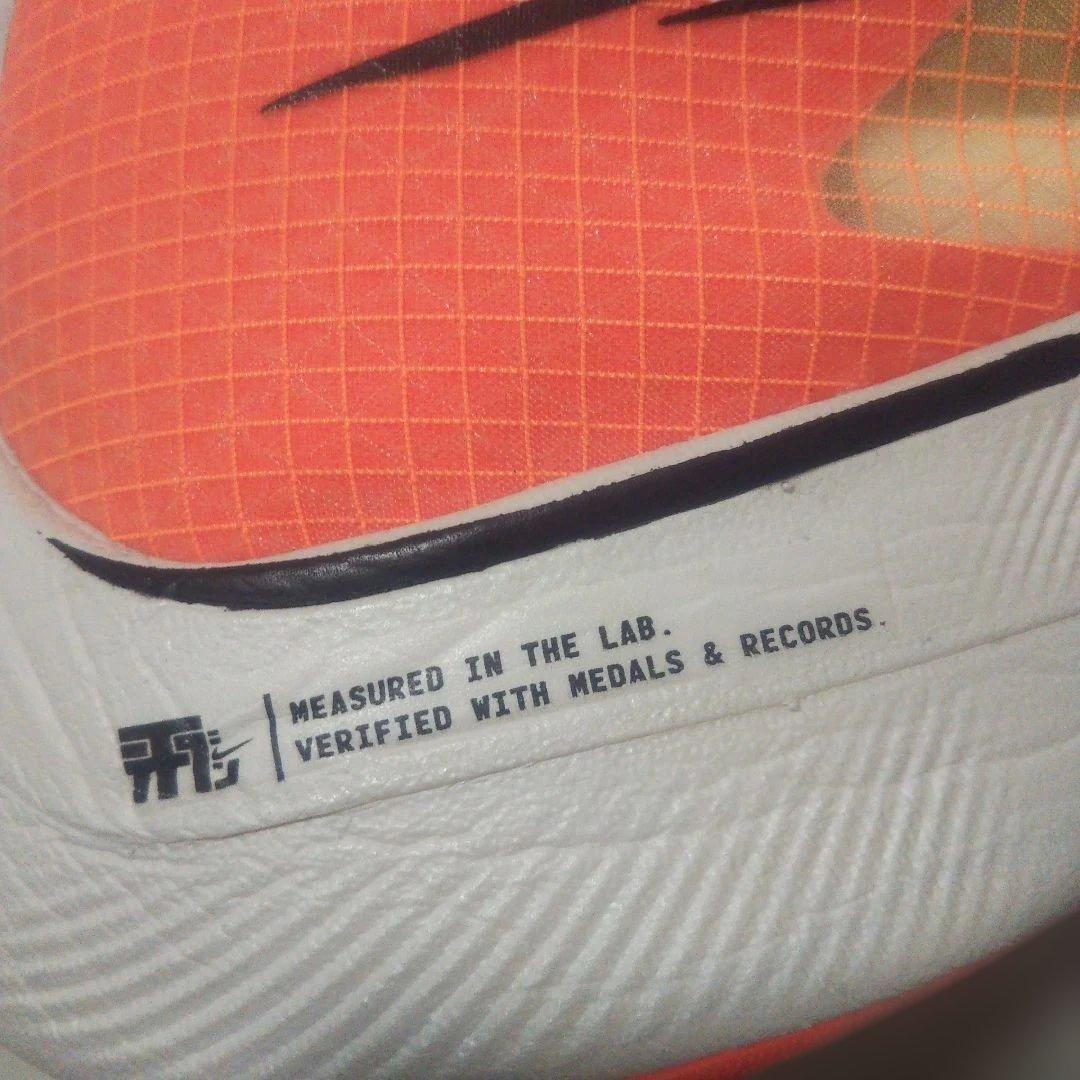 MEASURED IN THE LAB.
VERIFIED WITH MEDALS & RECORDS.